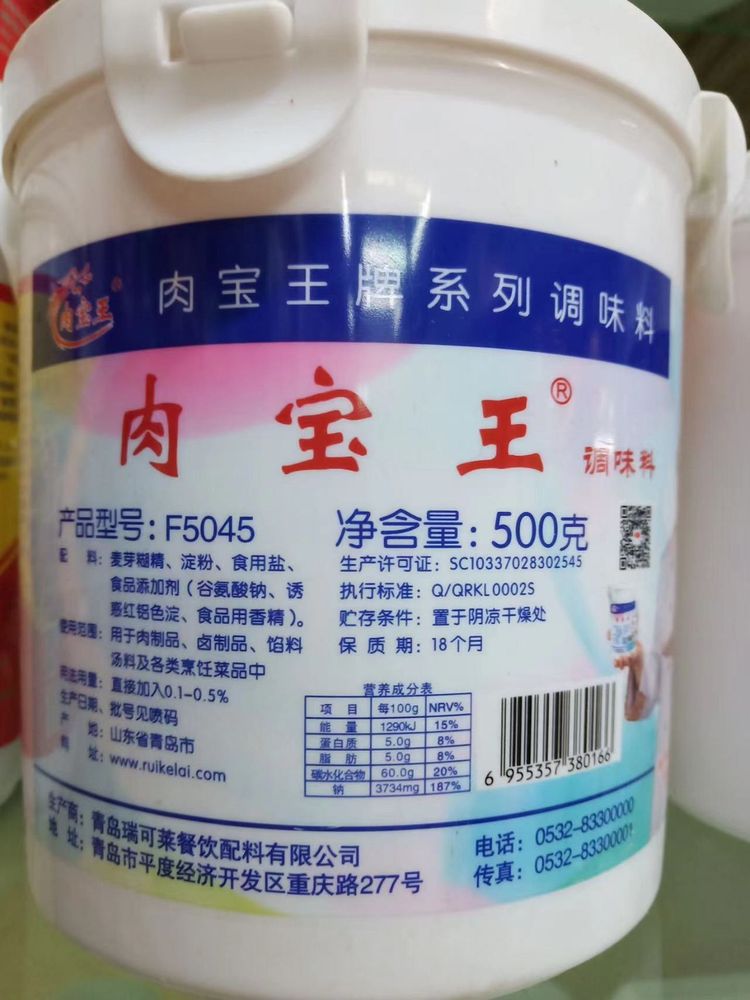 肉宝王®
肉宝王牌系列调味料
肉宝王®
调味料
产品型号：F5045
净含量：500克
配 料：麦芽糊精、淀粉、食用盐、
食品添加剂（谷氨酸钠、诱
惑红铝色淀、食品用香精）。
使用范围：用于肉制品、卤制品、馅料
汤料及各类烹饪菜品中
用法用量：直接加入0.1-0.5%
生产日期、批号见喷码
产 地：山东省青岛市
网 址：www.ruikelai.com
生产许可证：SC10337028302545
执行标准：Q/QRKL0002S
贮存条件：置于阴凉干燥处
保 质 期：18个月
营养成分表
项 目 每100g NRV%
能 量 1290kJ 15%
蛋白质 5.0g 8%
脂 肪 5.0g 8%
碳水化合物 60.0g 20%
钠 3734mg 187%
6 955357 380166
生产商：青岛瑞可莱餐饮配料有限公司
地 址：青岛市平度经济开发区重庆路277号
电话：0532-83300000
传真：0532-83300001